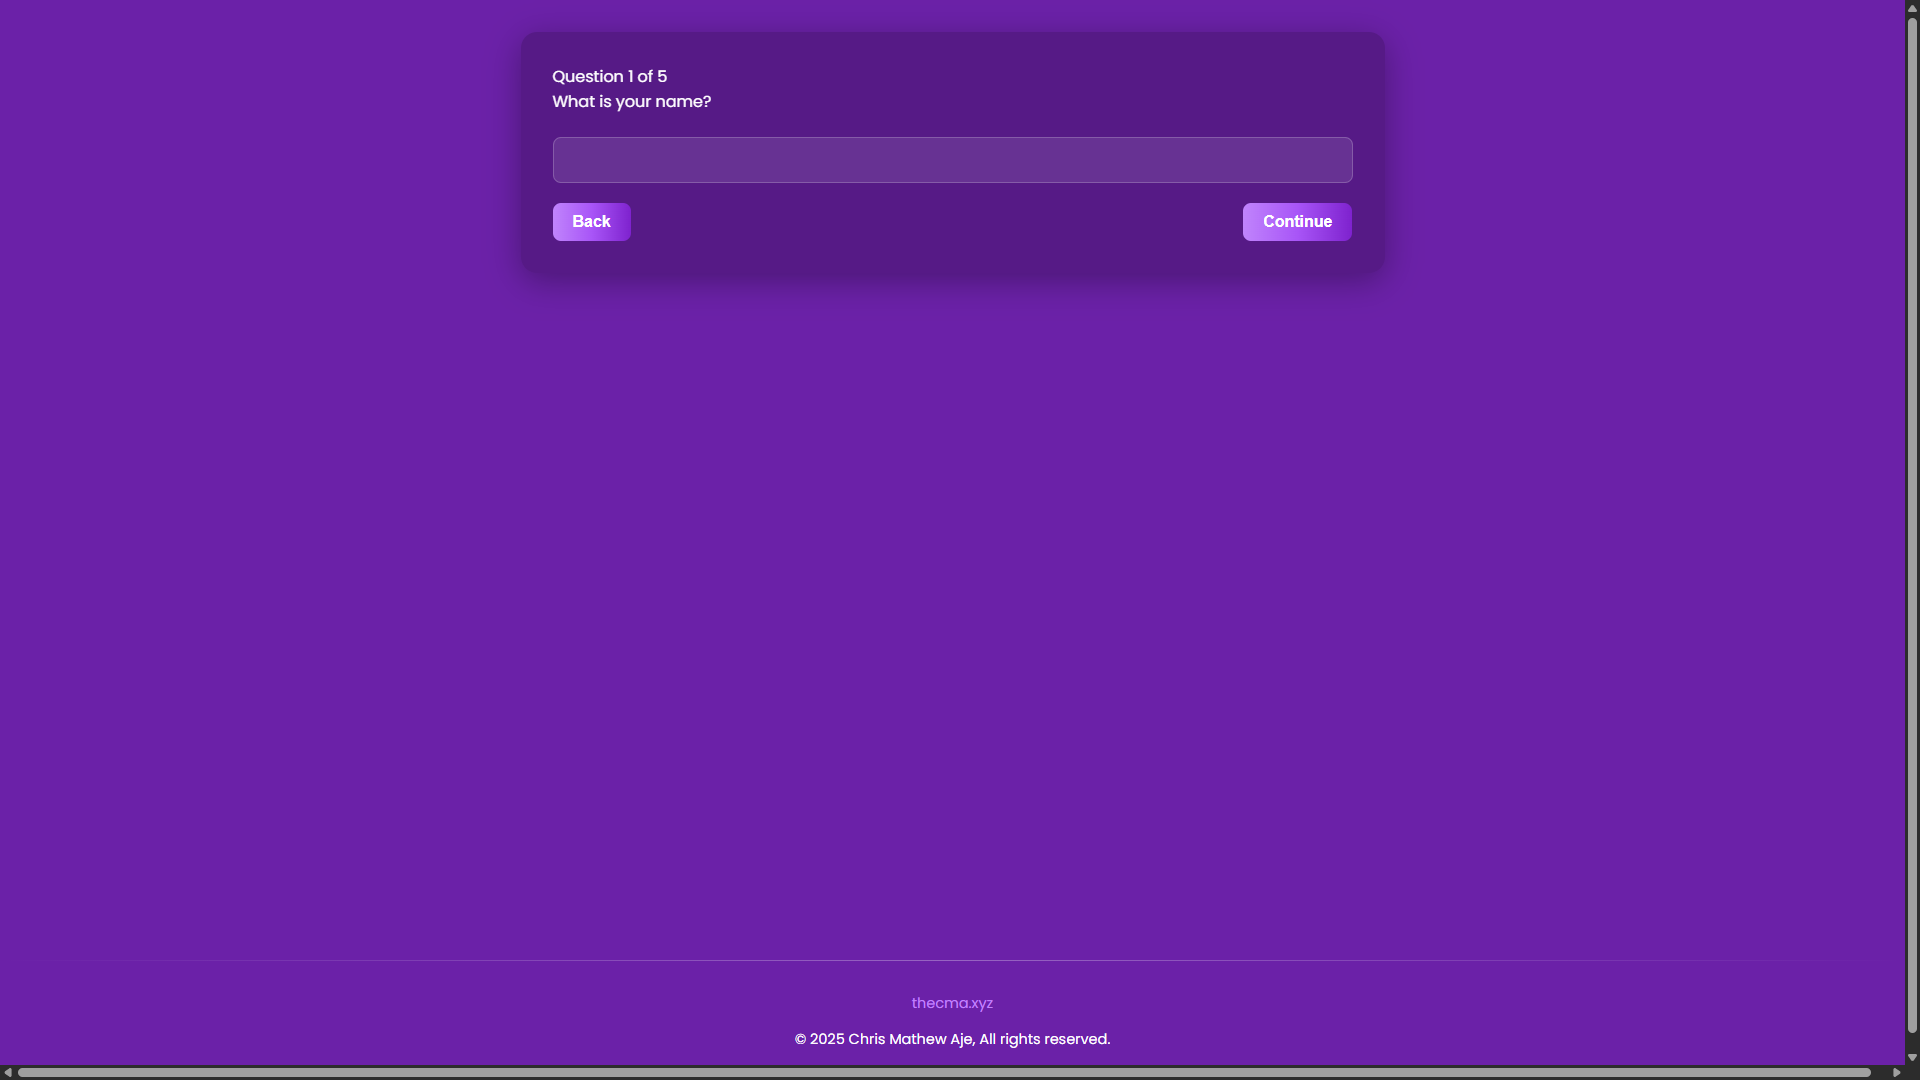 Question 1 of 5
What is your name?
Back
Continue
thecma.xyz
© 2025 Chris Mathew Aje, All rights reserved.